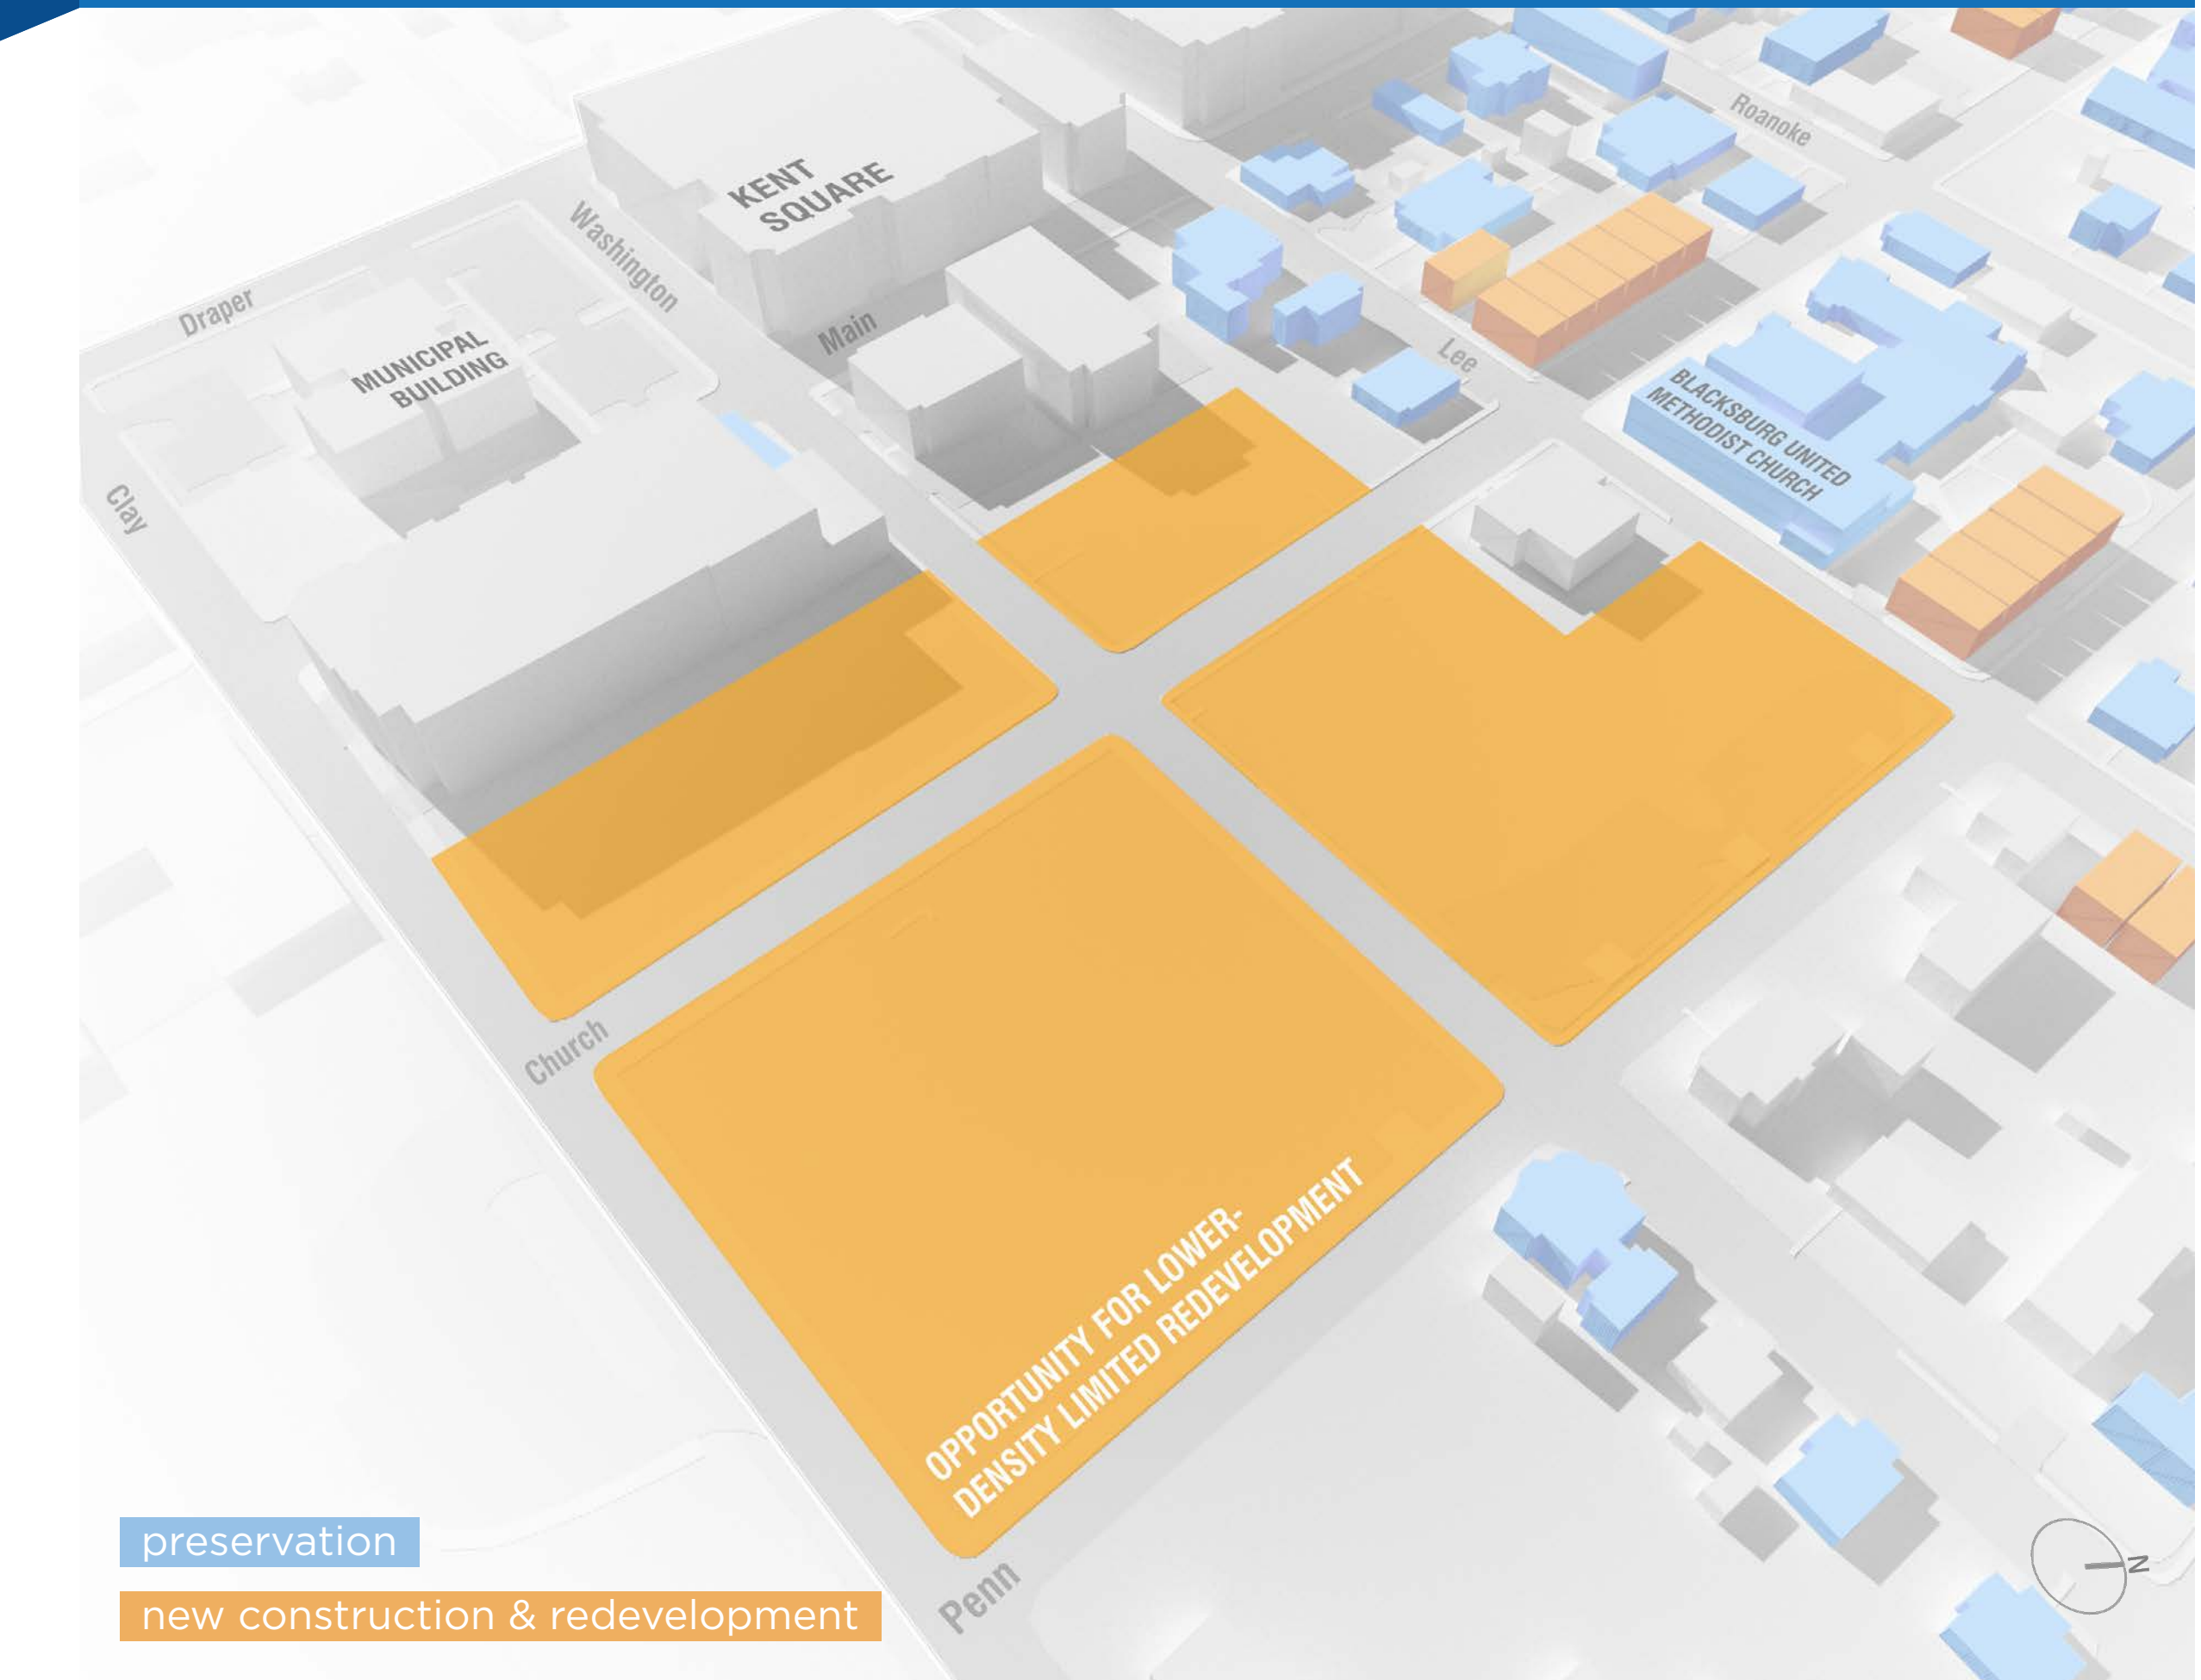 Roanoke
KENT
SQUARE
Washington
Draper
Main
MUNICIPAL
BUILDING
Lee
BLACKSBURG UNITED
METHODIST CHURCH
Clay
Church
OPPORTUNITY FOR LOWER-
DENSITY LIMITED REDEVELOPMENT
preservation
new construction & redevelopment
Penn
N